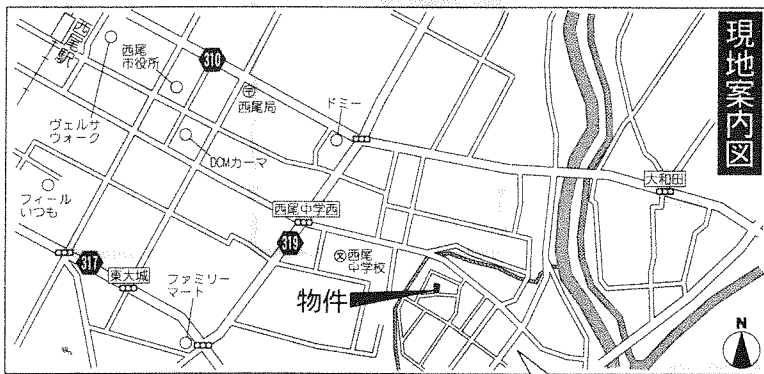 現地案内図
西尾駅
西尾
市役所
310
〒
西尾局
ドミー
ヴェルサ
ウォーク
DCMカーマ
大和田
フィール
いつも
西尾中学西
319
文西尾
中学校
317
東大城
ファミリー
マート
物件
N